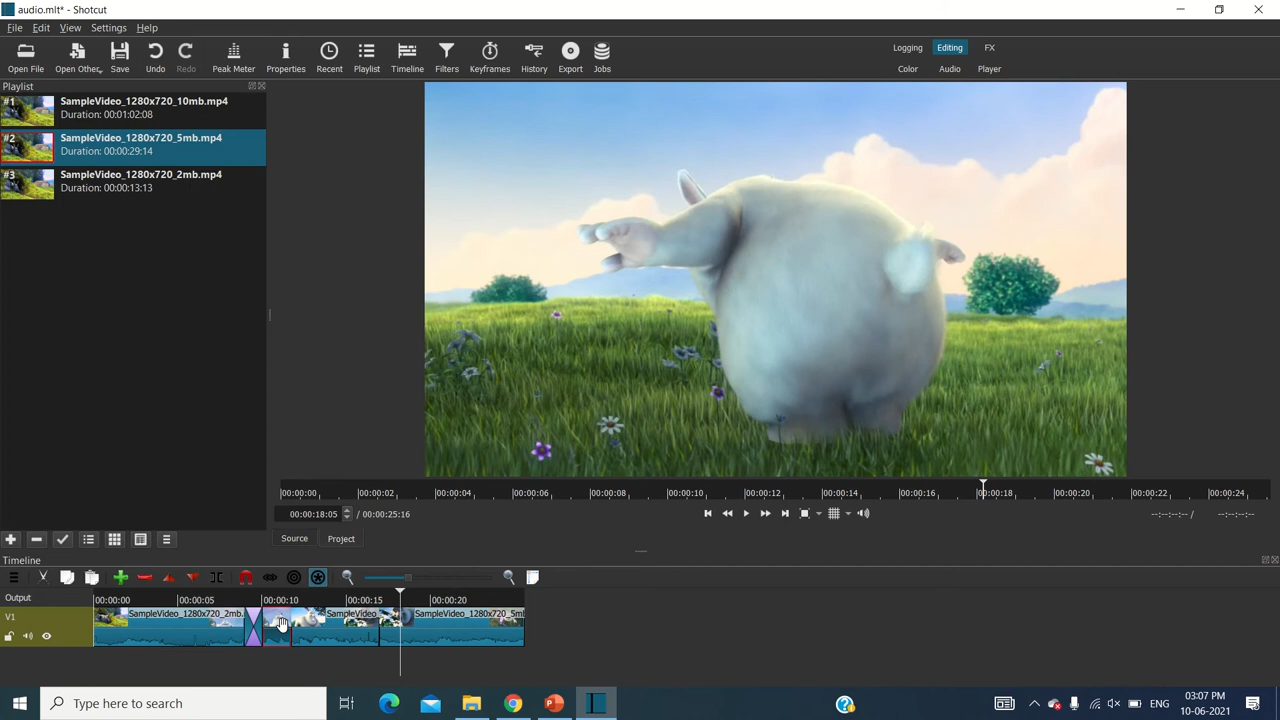 audio.mlt* - Shotcut
File Edit View Settings Help
Open File Open Other Save Undo Redo Peak Meter Properties Recent Playlist Timeline Filters Keyframes History Export Jobs
Logging Editing FX
Color Audio Player
Playlist
#1 SampleVideo_1280x720_10mb.mp4
Duration: 00:01:02:08
#2 SampleVideo_1280x720_5mb.mp4
Duration: 00:00:29:14
#3 SampleVideo_1280x720_2mb.mp4
Duration: 00:00:13:13
00:00:00 00:00:02 00:00:04 00:00:06 00:00:08 00:00:10 00:00:12 00:00:14 00:00:16 00:00:18 00:00:20 00:00:22 00:00:24
00:00:18:05 / 00:00:25:16 --:--:--:-- / --:--:--:--
Source Project
Timeline
Output 00:00:00 00:00:05 00:00:10 00:00:15 00:00:20
V1 SampleVideo_1280x720_2mb. SampleVideo SampleVideo_1280x720_5m
Type here to search
ENG
03:07 PM
10-06-2021